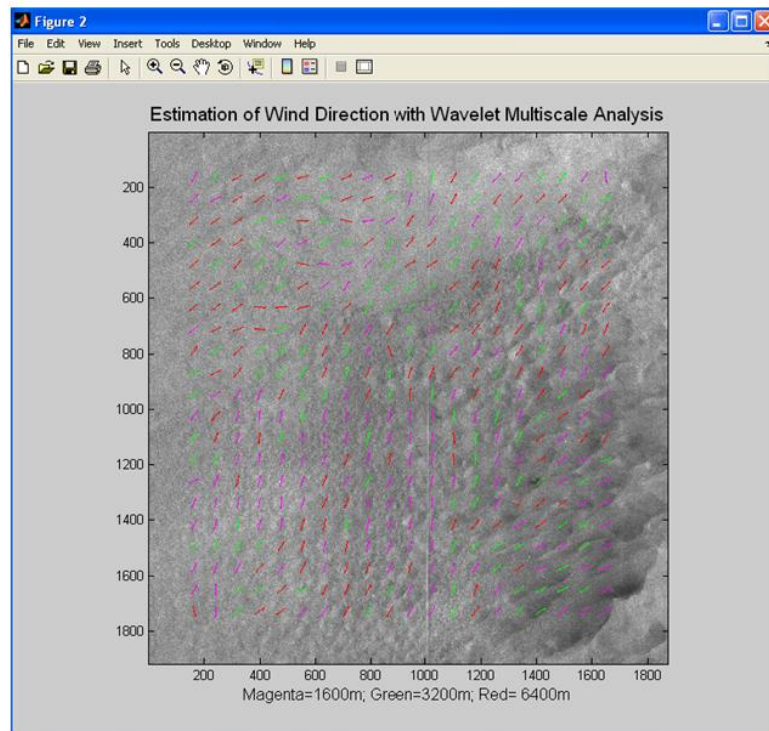 Figure 2
File Edit View Insert Tools Desktop Window Help
Estimation of Wind Direction with Wavelet Multiscale Analysis
200
400
600
800
1000
1200
1400
1600
1800
200 400 600 800 1000 1200 1400 1600 1800
Magenta=1600m; Green=3200m; Red= 6400m